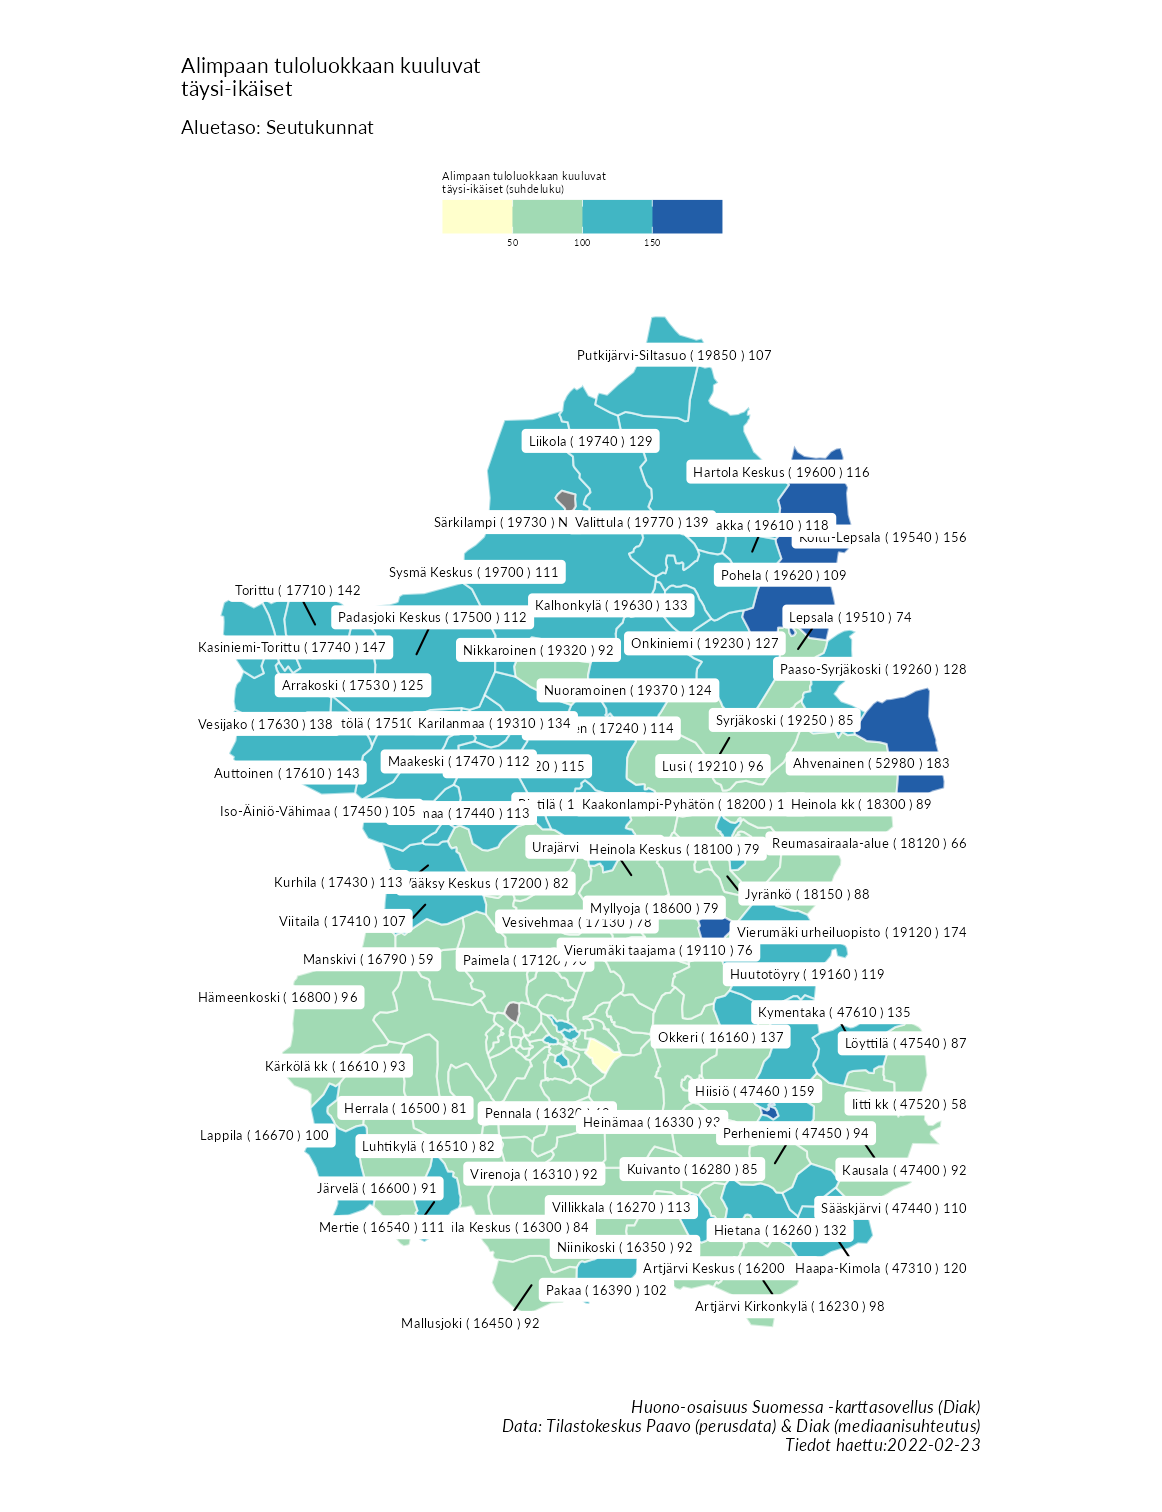 Alimpaan tuloluokkaan kuuluvat
täysi-ikäiset
Aluetaso: Seutukunnat
Alimpaan tuloluokkaan kuuluvat
täysi-ikäiset (suhdeluku)
50 100 150
Putkijärvi-Siltasuo ( 19850 ) 107
Liikola ( 19740 ) 129
Hartola Keskus ( 19600 ) 116
Särkilampi ( 19730 ) N
Valittula ( 19770 ) 139
akka ( 19610 ) 118
Koitti-Lepsala ( 19540 ) 156
Sysmä Keskus ( 19700 ) 111
Pohela ( 19620 ) 109
Torittu ( 17710 ) 142
Kalhonkylä ( 19630 ) 133
Padasjoki Keskus ( 17500 ) 112
Lepsala ( 19510 ) 74
Kasiniemi-Torittu ( 17740 ) 147
Nikkaroinen ( 19320 ) 92
Onkiniemi ( 19230 ) 127
Paaso-Syrjäkoski ( 19260 ) 128
Arrakoski ( 17530 ) 125
Nuoramoinen ( 19370 ) 124
Vesijako ( 17630 ) 138
tölä ( 17510
Karilanmaa ( 19310 ) 134
en ( 17240 ) 114
Syrjäkoski ( 19250 ) 85
Auttoinen ( 17610 ) 143
Maakeski ( 17470 ) 112
20 ) 115
Lusi ( 19210 ) 96
Ahvenainen ( 52980 ) 183
Iso-Äiniö-Vähimaa ( 17450 ) 105
maa ( 17440 ) 113
tilä ( 1
Kaakonlampi-Pyhätön ( 18200 ) 1
Heinola kk ( 18300 ) 89
Urajärvi
Heinola Keskus ( 18100 ) 79
Reumasairaala-alue ( 18120 ) 66
Kurhila ( 17430 ) 113
ääksy Keskus ( 17200 ) 82
Jyränkö ( 18150 ) 88
Viitaila ( 17410 ) 107
Vesivehmaa ( 17130 ) 78
Myllyoja ( 18600 ) 79
Vierumäki urheiluopisto ( 19120 ) 174
Manskivi ( 16790 ) 59
Paimela ( 17120
Vierumäki taajama ( 19110 ) 76
Huutotöyry ( 19160 ) 119
Hämeenkoski ( 16800 ) 96
Kymentaka ( 47610 ) 135
Okkeri ( 16160 ) 137
Löyttilä ( 47540 ) 87
Kärkölä kk ( 16610 ) 93
Hiisiö ( 47460 ) 159
Iitti kk ( 47520 ) 58
Herrala ( 16500 ) 81
Pennala ( 16320
Heinämaa ( 16330 ) 93
Perheniemi ( 47450 ) 94
Lappila ( 16670 ) 100
Luhtikylä ( 16510 ) 82
Virenoja ( 16310 ) 92
Kuivanto ( 16280 ) 85
Kausala ( 47400 ) 92
Järvelä ( 16600 ) 91
Villikkala ( 16270 ) 113
Sääskjärvi ( 47440 ) 110
Mertie ( 16540 ) 111
ila Keskus ( 16300 ) 84
Hietana ( 16260 ) 132
Niinikoski ( 16350 ) 92
Artjärvi Keskus ( 16200
Haapa-Kimola ( 47310 ) 120
Pakaa ( 16390 ) 102
Artjärvi Kirkonkylä ( 16230 ) 98
Mallusjoki ( 16450 ) 92
Huono-osaisuus Suomessa -karttasovellus (Diak)
Data: Tilastokeskus Paavo (perusdata) & Diak (mediaanisuhteutus)
Tiedot haettu:2022-02-23